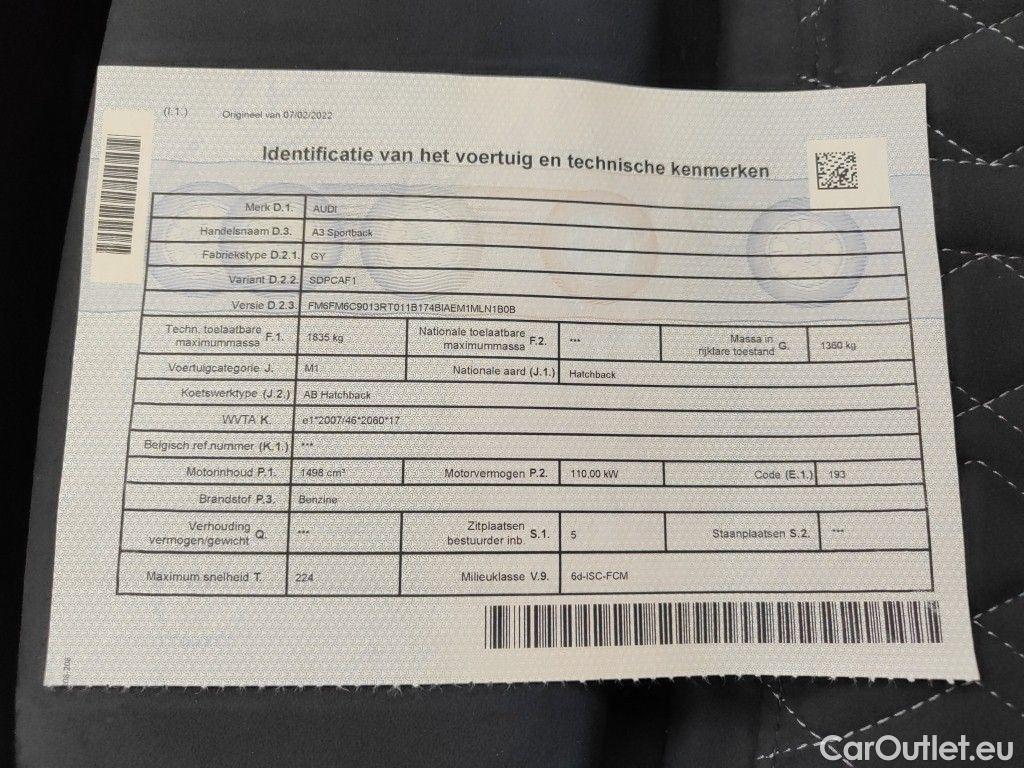 (I.1.) Origineel van 07/02/2022
Identificatie van het voertuig en technische kenmerken
Merk D.1. AUDI
Handelsnaam D.3. A3 Sportback
Fabriekstype D.2.1. GY
Variant D.2.2. SDPCAF1
Versie D.2.3. FM6FM6C9013RT011B174BIAEM1MLN1B0B
Techn. toelaatbare maximummassa F.1. 1835 kg Nationale toelaatbare maximummassa F.2. *** Massa in rijklare toestand G. 1360 kg
Voertuigcategorie J. M1 Nationale aard (J.1.) Hatchback
Koetswerktype (J.2.) AB Hatchback
WVTA K. e1*2007/46*2060*17
Belgisch ref.nummer (K.1.) ***
Motorinhoud P.1. 1498 cm³ Motorvermogen P.2. 110,00 kW Code (E.1.) 193
Brandstof P.3. Benzine
Verhouding vermogen/gewicht Q. *** Zitplaatsen bestuurder inb. S.1. 5 Staanplaatsen S.2. ***
Maximum snelheid T. 224 Milieuklasse V.9. 6d-ISC-FCM
CarOutlet.eu